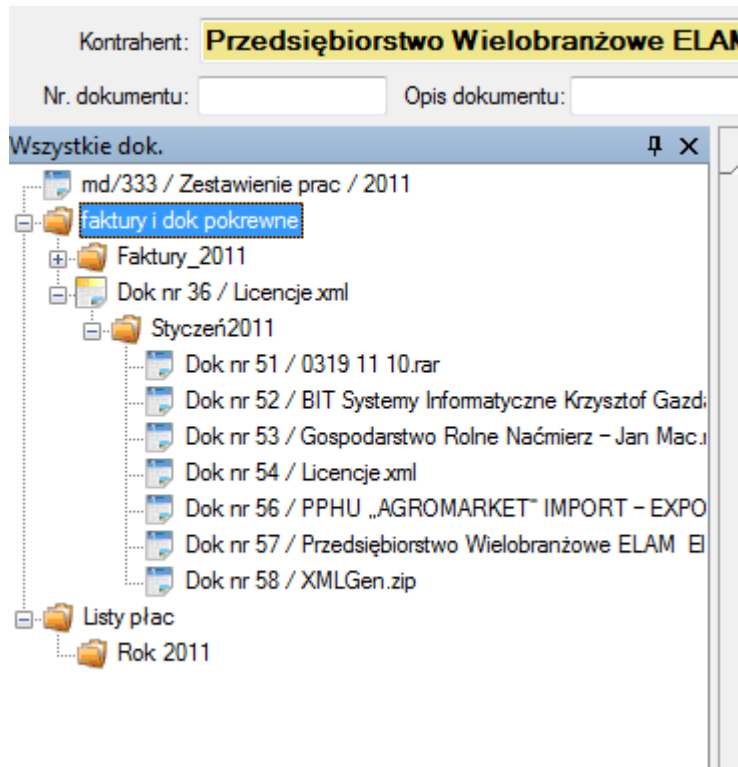 Kontrahent: Przedsiębiorstwo Wielobranżowe ELAM
Nr. dokumentu: Opis dokumentu:
Wszystkie dok.
md/333 / Zestawienie prac / 2011
faktury i dok pokrewne
Faktury_2011
Dok nr 36 / Licencje.xml
Styczeń2011
Dok nr 51 / 0319 11 10.rar
Dok nr 52 / BIT Systemy Informatyczne Krzysztof Gazda
Dok nr 53 / Gospodarstwo Rolne Naćmierz – Jan Mac.
Dok nr 54 / Licencje.xml
Dok nr 56 / PPHU „AGROMARKET" IMPORT – EXPO
Dok nr 57 / Przedsiębiorstwo Wielobranżowe ELAM El
Dok nr 58 / XMLGen.zip
Listy płac
Rok 2011